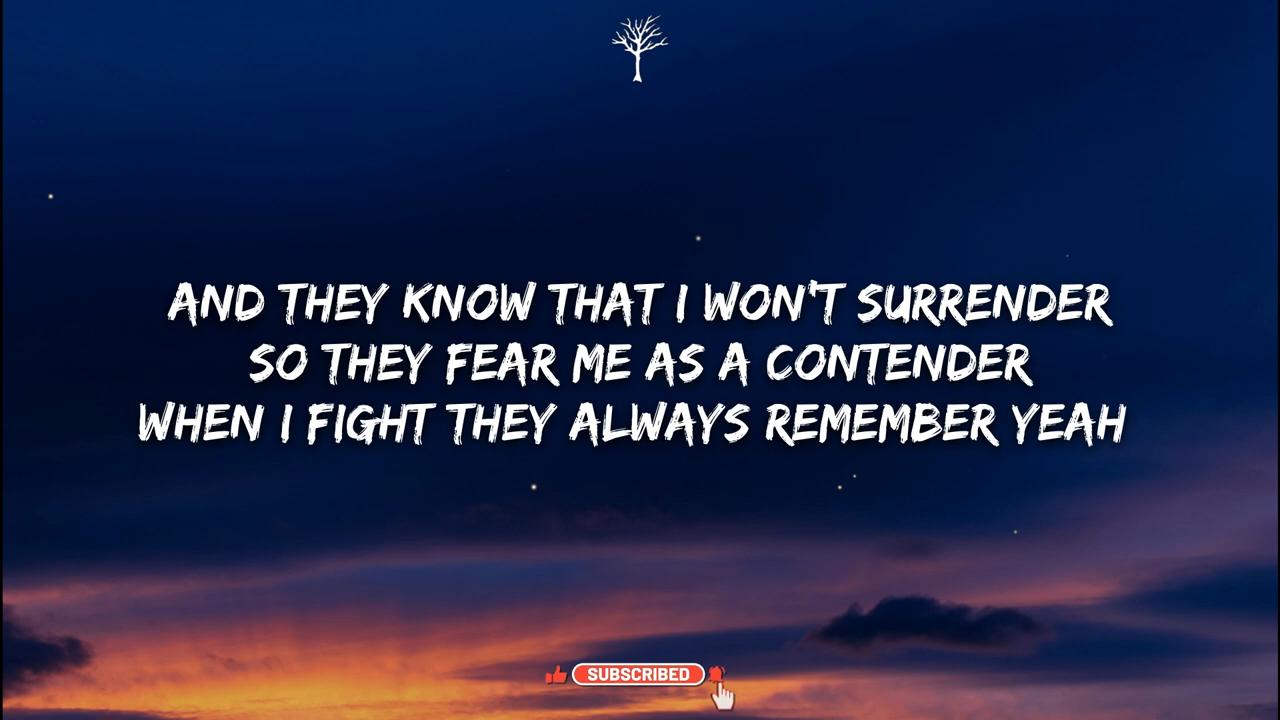 AND THEY KNOW THAT I WON'T SURRENDER
SO THEY FEAR ME AS A CONTENDER
WHEN I FIGHT THEY ALWAYS REMEMBER YEAH
SUBSCRIBED